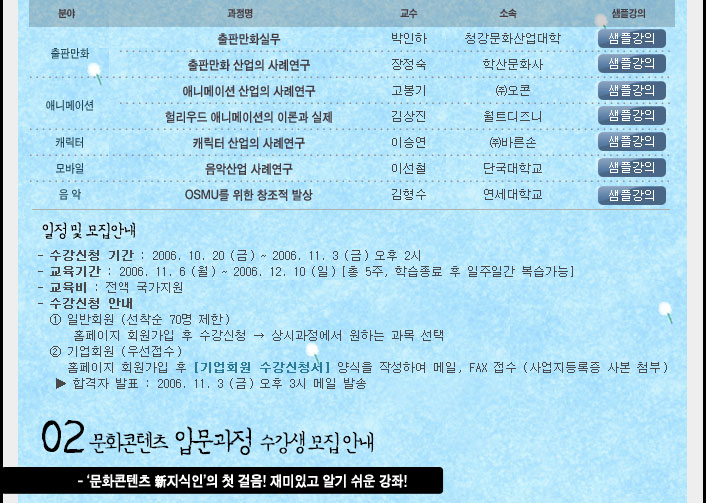 분야 과정명 교수 소속 샘플강의
출판만화 출판만화실무 박인하 청강문화산업대학 샘플강의
출판만화 산업의 사례연구 장정숙 학산문화사 샘플강의
애니메이션 애니메이션 산업의 사례연구 고봉기 ㈜오콘 샘플강의
헐리우드 애니메이션의 이론과 실제 김상진 월트디즈니 샘플강의
캐릭터 캐릭터 산업의 사례연구 이승연 ㈜바른손 샘플강의
모바일 음악산업 사례연구 이선철 단국대학교 샘플강의
음 악 OSMU를 위한 창조적 발상 김형수 연세대학교 샘플강의
일정 및 모집안내
- 수강신청 기간 : 2006. 10. 20 (금) ~ 2006. 11. 3 (금) 오후 2시
- 교육기간 : 2006. 11. 6 (월) ~ 2006. 12. 10 (일) [총 5주, 학습종료 후 일주일간 복습가능]
- 교육비 : 전액 국가지원
- 수강신청 안내
① 일반회원 (선착순 70명 제한)
홈페이지 회원가입 후 수강신청 → 상시과정에서 원하는 과목 선택
② 기업회원 (우선접수)
홈페이지 회원가입 후 [기업회원 수강신청서] 양식을 작성하여 메일, FAX 접수 (사업지등록증 사본 첨부)
▶ 합격자 발표 : 2006. 11. 3 (금) 오후 3시 메일 발송
02 문화콘텐츠 입문과정 수강생 모집 안내
- ‘문화콘텐츠 新지식인’의 첫 걸음! 재미있고 알기 쉬운 강좌!